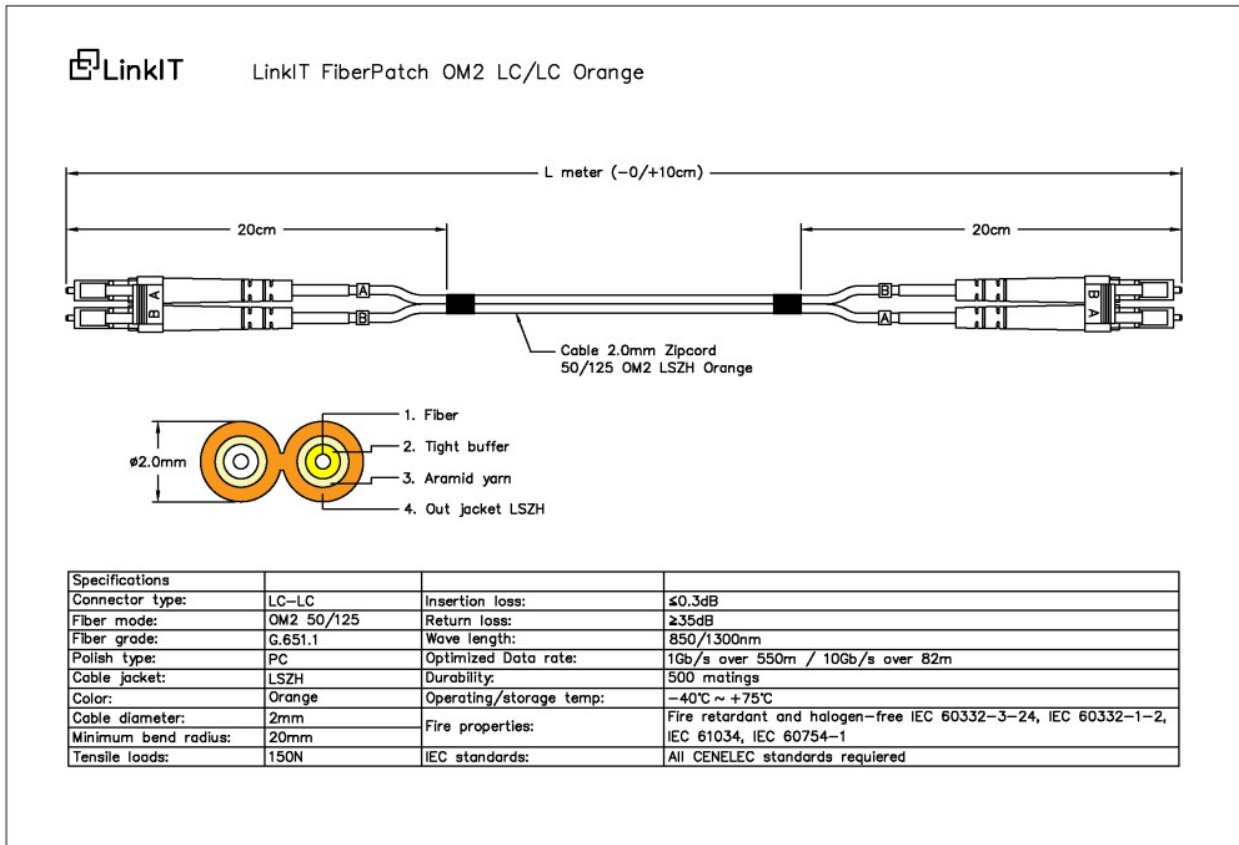 LinkIT
LinkIT FiberPatch OM2 LC/LC Orange
L meter (-0/+10cm)
20cm
20cm
A
B
B
A
A
B
B
A
Cable 2.0mm Zipcord
50/125 OM2 LSZH Orange
ø2.0mm
1. Fiber
2. Tight buffer
3. Aramid yarn
4. Out jacket LSZH
Specifications
Connector type: LC-LC Insertion loss: ≤0.3dB
Fiber mode: OM2 50/125 Return loss: ≥35dB
Fiber grade: G.651.1 Wave length: 850/1300nm
Polish type: PC Optimized Data rate: 1Gb/s over 550m / 10Gb/s over 82m
Cable jacket: LSZH Durability: 500 matings
Color: Orange Operating/storage temp: -40℃ ~ +75℃
Cable diameter: 2mm Fire properties: Fire retardant and halogen-free IEC 60332-3-24, IEC 60332-1-2,
Minimum bend radius: 20mm IEC 61034, IEC 60754-1
Tensile loads: 150N IEC standards: All CENELEC standards requiered